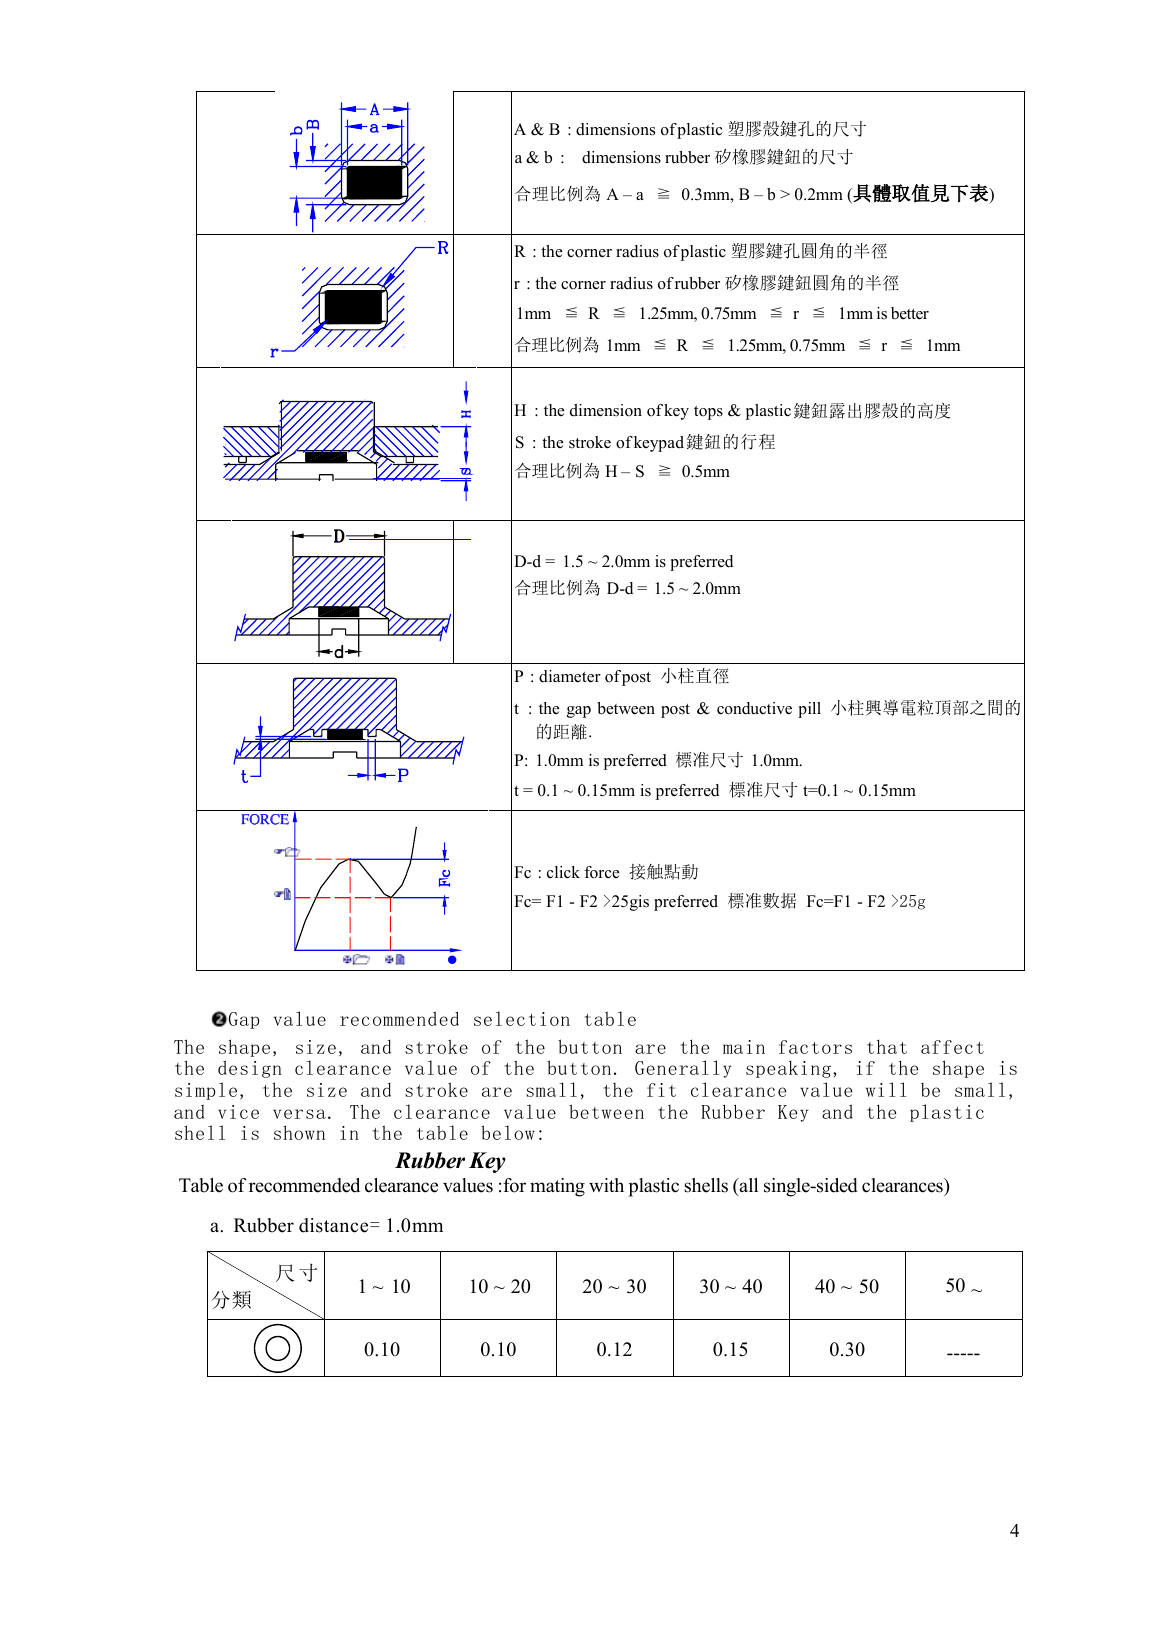 A
a
b
B
A & B : dimensions of plastic 塑膠殼鍵孔的尺寸
a & b : dimensions rubber 矽橡膠鍵鈕的尺寸
合理比例為 A – a ≧ 0.3mm, B – b > 0.2mm (具體取值見下表)
R
r
R : the corner radius of plastic 塑膠鍵孔圓角的半徑
r : the corner radius of rubber 矽橡膠鍵鈕圓角的半徑
1mm ≦ R ≦ 1.25mm, 0.75mm ≦ r ≦ 1mm is better
合理比例為 1mm ≦ R ≦ 1.25mm, 0.75mm ≦ r ≦ 1mm
H
S
H : the dimension of key tops & plastic鍵鈕露出膠殼的高度
S : the stroke of keypad鍵鈕的行程
合理比例為 H – S ≧ 0.5mm
D
d
D-d = 1.5 ~ 2.0mm is preferred
合理比例為 D-d = 1.5 ~ 2.0mm
t
P
P : diameter of post 小柱直徑
t : the gap between post & conductive pill 小柱興導電粒頂部之間的
的距離.
P: 1.0mm is preferred 標准尺寸 1.0mm.
t = 0.1 ~ 0.15mm is preferred 標准尺寸 t=0.1 ~ 0.15mm
FORCE
Fc
Fc : click force 接触點動
Fc= F1 - F2 >25gis preferred 標准數据 Fc=F1 - F2 >25g
❷Gap value recommended selection table
The shape, size, and stroke of the button are the main factors that affect
the design clearance value of the button. Generally speaking, if the shape is
simple, the size and stroke are small, the fit clearance value will be small,
and vice versa. The clearance value between the Rubber Key and the plastic
shell is shown in the table below:
Rubber Key
Table of recommended clearance values :for mating with plastic shells (all single-sided clearances)
a. Rubber distance= 1.0mm
尺寸
分類
1 ~ 10
10 ~ 20
20 ~ 30
30 ~ 40
40 ~ 50
50 ~
0.10
0.10
0.12
0.15
0.30
-----
4